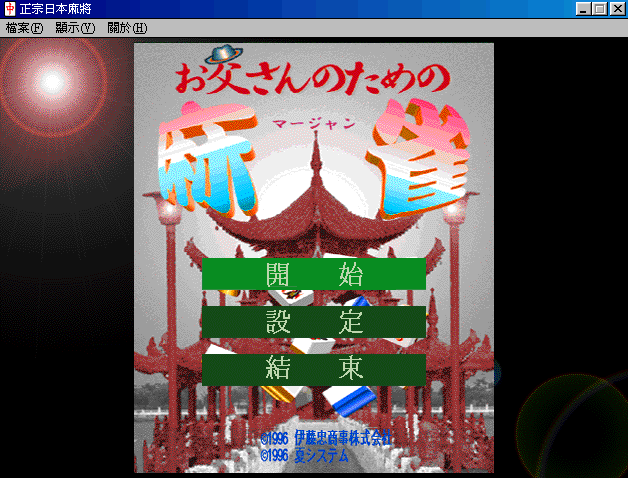 正宗日本麻將
檔案(F) 顯示(V) 關於(H)
お父さんのための
マージャン
麻雀
開 始
設 定
結 束
©1996 伊藤忠商事株式会社
©1996 夏システム